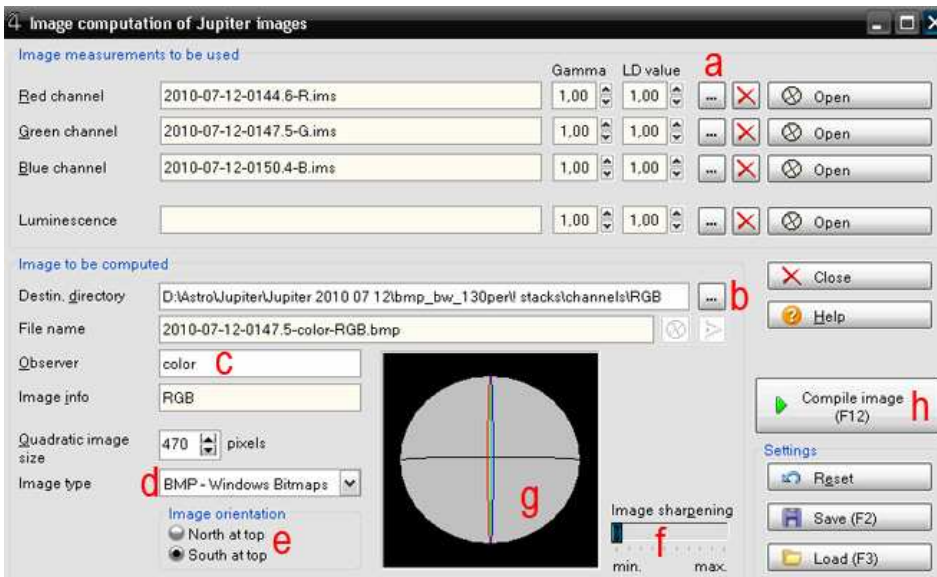 Image computation of Jupiter images
Image measurements to be used
Gamma LD value a
Red channel 2010-07-12-0144.6-R.ims 1,00 1,00 ... Open
Green channel 2010-07-12-0147.5-G.ims 1,00 1,00 ... Open
Blue channel 2010-07-12-0150.4-B.ims 1,00 1,00 ... Open
Luminescence 1,00 1,00 ... Open
Image to be computed
Close
Destin. directory D:\Astro\Jupiter\Jupiter 2010 07 12\bmp_bw_130per\! stacks\channels\RGB ... b
Help
File name 2010-07-12-0147.5-color-RGB.bmp
Observer color c
Image info RGB
Compile image (F12) h
Quadratic image size 470 pixels
Settings
Image type d BMP - Windows Bitmaps
Reset
g
Image orientation
Image sharpening
North at top e
f
Save (F2)
South at top
min. max.
Load (F3)